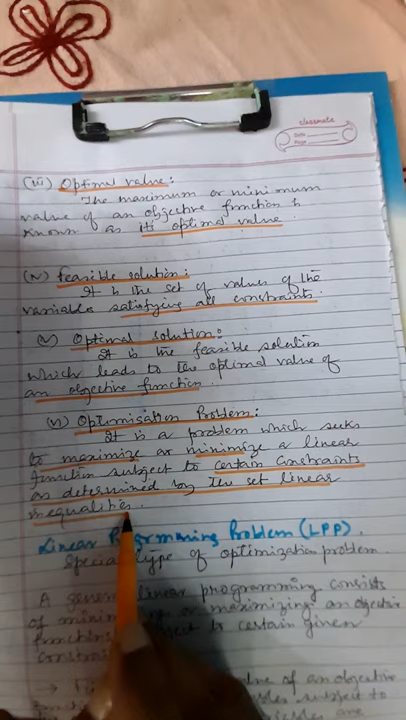 classmate
Date
Page
(iii) Optimal value:
The maximum or minimum
value of an objective function is
known as its optimal value.
(iv) feasible solution:
It is the set of values of the
variable satisfying all constraints.
(v) Optimal solution:
It is the feasible solution
which leads to the optimal value of
an objective function.
(vi) Optimisation Problem:
It is a problem which seeks
to maximize or minimize a linear
function subject to certain constraints
as determined by the set linear
inequalities.
Linear Programming Problem (LPP)
Special type of optimization problem.
A general linear programming consists
of or maximizing an objective
function to certain given
value of an objective
subject to
are